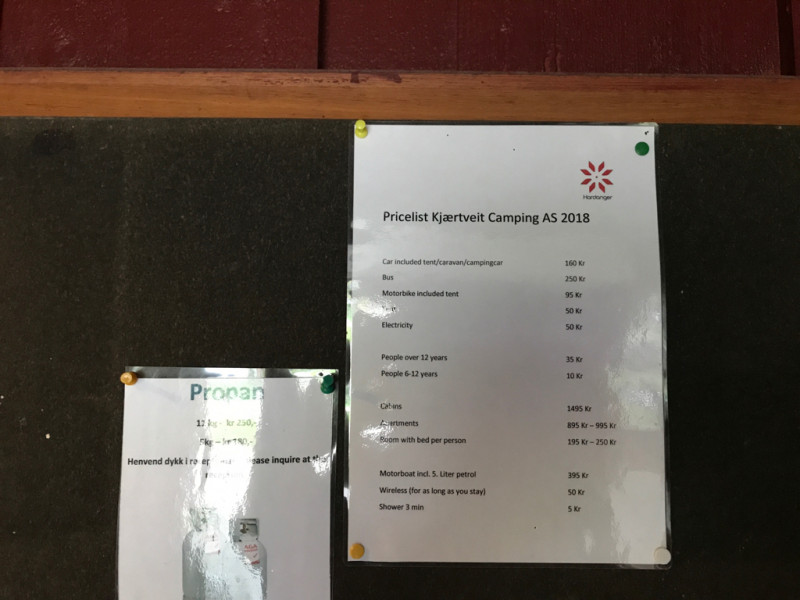 Hardanger
Pricelist Kjærtveit Camping AS 2018
Car included tent/caravan/campingcar 160 Kr
Bus 250 Kr
Motorbike included tent 95 Kr
50 Kr
Electricity 50 Kr
People over 12 years 35 Kr
People 6-12 years 10 Kr
Cabins 1495 Kr
Apartments 895 Kr – 995 Kr
Room with bed per person 195 Kr – 250 Kr
Motorboat incl. 5. Liter petrol 395 Kr
Wireless (for as long as you stay) 50 Kr
Shower 3 min 5 Kr
Propan
kr 250,-
Henvend dykk i inquire at the